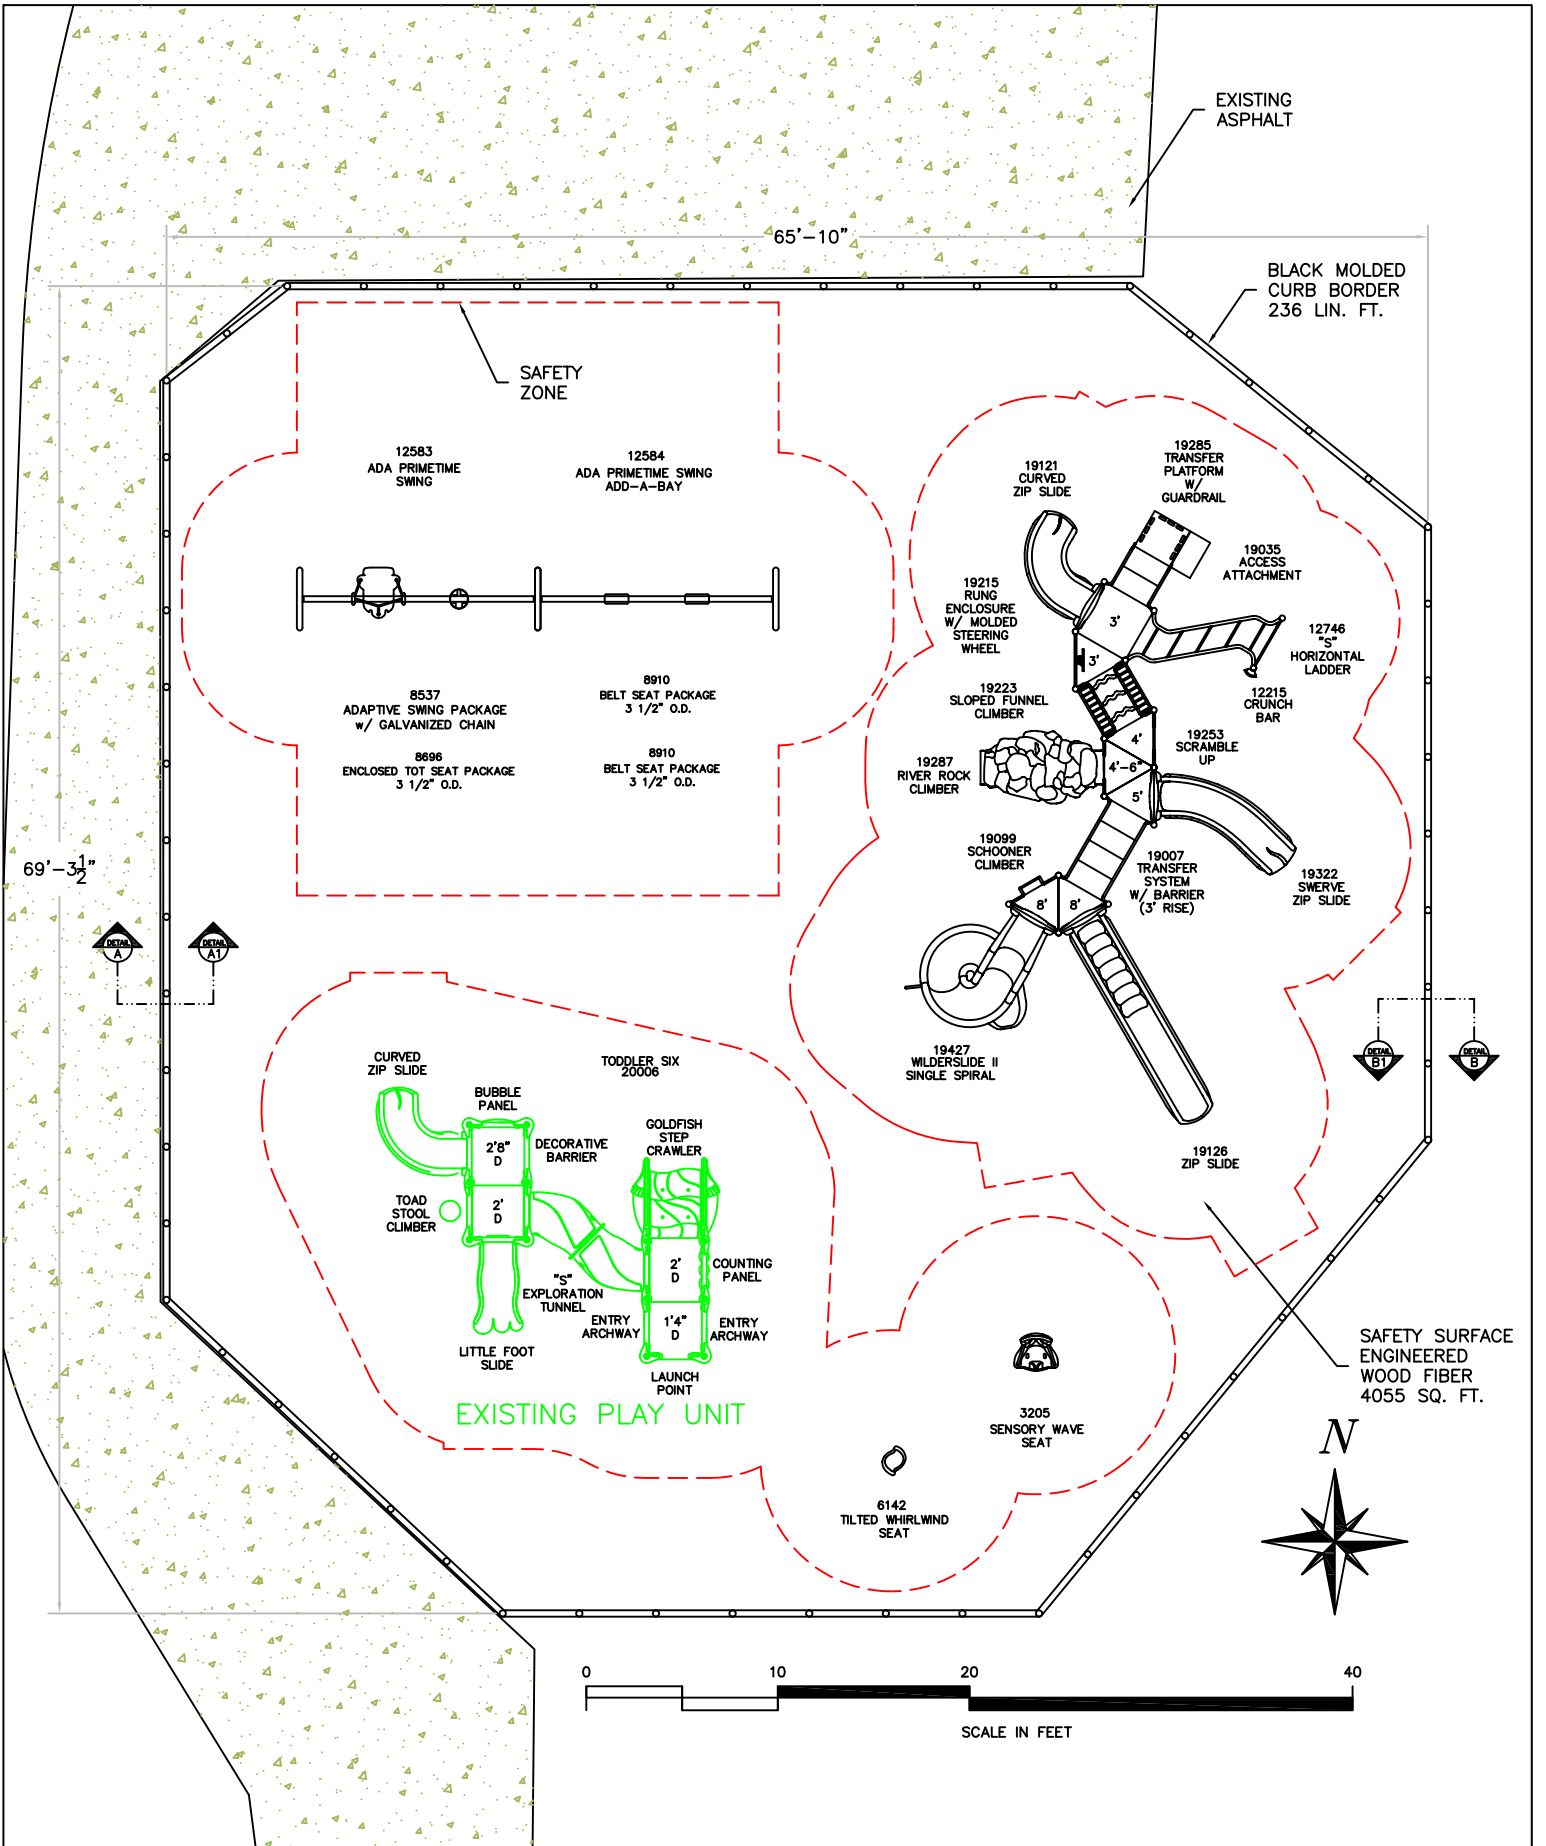 EXISTING
ASPHALT
65'-10"
BLACK MOLDED
CURB BORDER
236 LIN. FT.
SAFETY
ZONE
12583
ADA PRIMETIME
SWING
12584
ADA PRIMETIME SWING
ADD-A-BAY
19121
CURVED
ZIP SLIDE
19285
TRANSFER
PLATFORM
W/
GUARDRAIL
19035
ACCESS
ATTACHMENT
19215
RUNG
ENCLOSURE
W/ MOLDED
STEERING
WHEEL
3'
3'
12746
"S"
HORIZONTAL
LADDER
12215
CRUNCH
BAR
8537
ADAPTIVE SWING PACKAGE
w/ GALVANIZED CHAIN
8910
BELT SEAT PACKAGE
3 1/2" O.D.
8696
ENCLOSED TOT SEAT PACKAGE
3 1/2" O.D.
8910
BELT SEAT PACKAGE
3 1/2" O.D.
19223
SLOPED FUNNEL
CLIMBER
19253
SCRAMBLE
UP
4'
4'-6"
5'
19287
RIVER ROCK
CLIMBER
19099
SCHOONER
CLIMBER
19007
TRANSFER
SYSTEM
W/ BARRIER
(3' RISE)
19322
SWERVE
ZIP SLIDE
8'
8'
69'-3 1/2"
DETAIL
A
DETAIL
A1
19427
WILDERSLIDE II
SINGLE SPIRAL
DETAIL
B1
DETAIL
B
19126
ZIP SLIDE
CURVED
ZIP SLIDE
TODDLER SIX
20006
BUBBLE
PANEL
2'8"
D
DECORATIVE
BARRIER
GOLDFISH
STEP
CRAWLER
TOAD
STOOL
CLIMBER
2'
D
"S"
EXPLORATION
TUNNEL
2'
D
COUNTING
PANEL
ENTRY
ARCHWAY
1'4"
D
ENTRY
ARCHWAY
LITTLE FOOT
SLIDE
LAUNCH
POINT
EXISTING PLAY UNIT
3205
SENSORY WAVE
SEAT
6142
TILTED WHIRLWIND
SEAT
SAFETY SURFACE
ENGINEERED
WOOD FIBER
4055 SQ. FT.
N
0 10 20 40
SCALE IN FEET